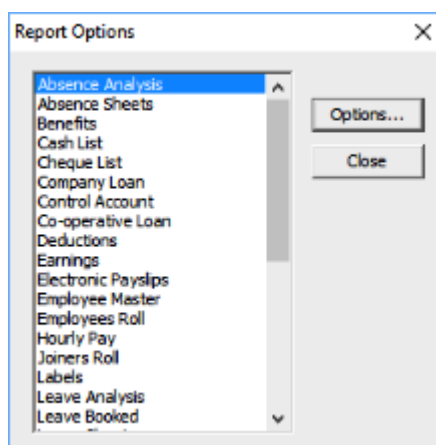 Report Options
Absence Analysis
Absence Sheets
Benefits
Cash List
Cheque List
Company Loan
Control Account
Co-operative Loan
Deductions
Earnings
Electronic Payslips
Employee Master
Employees Roll
Hourly Pay
Joiners Roll
Labels
Leave Analysis
Leave Booked
Options...
Close